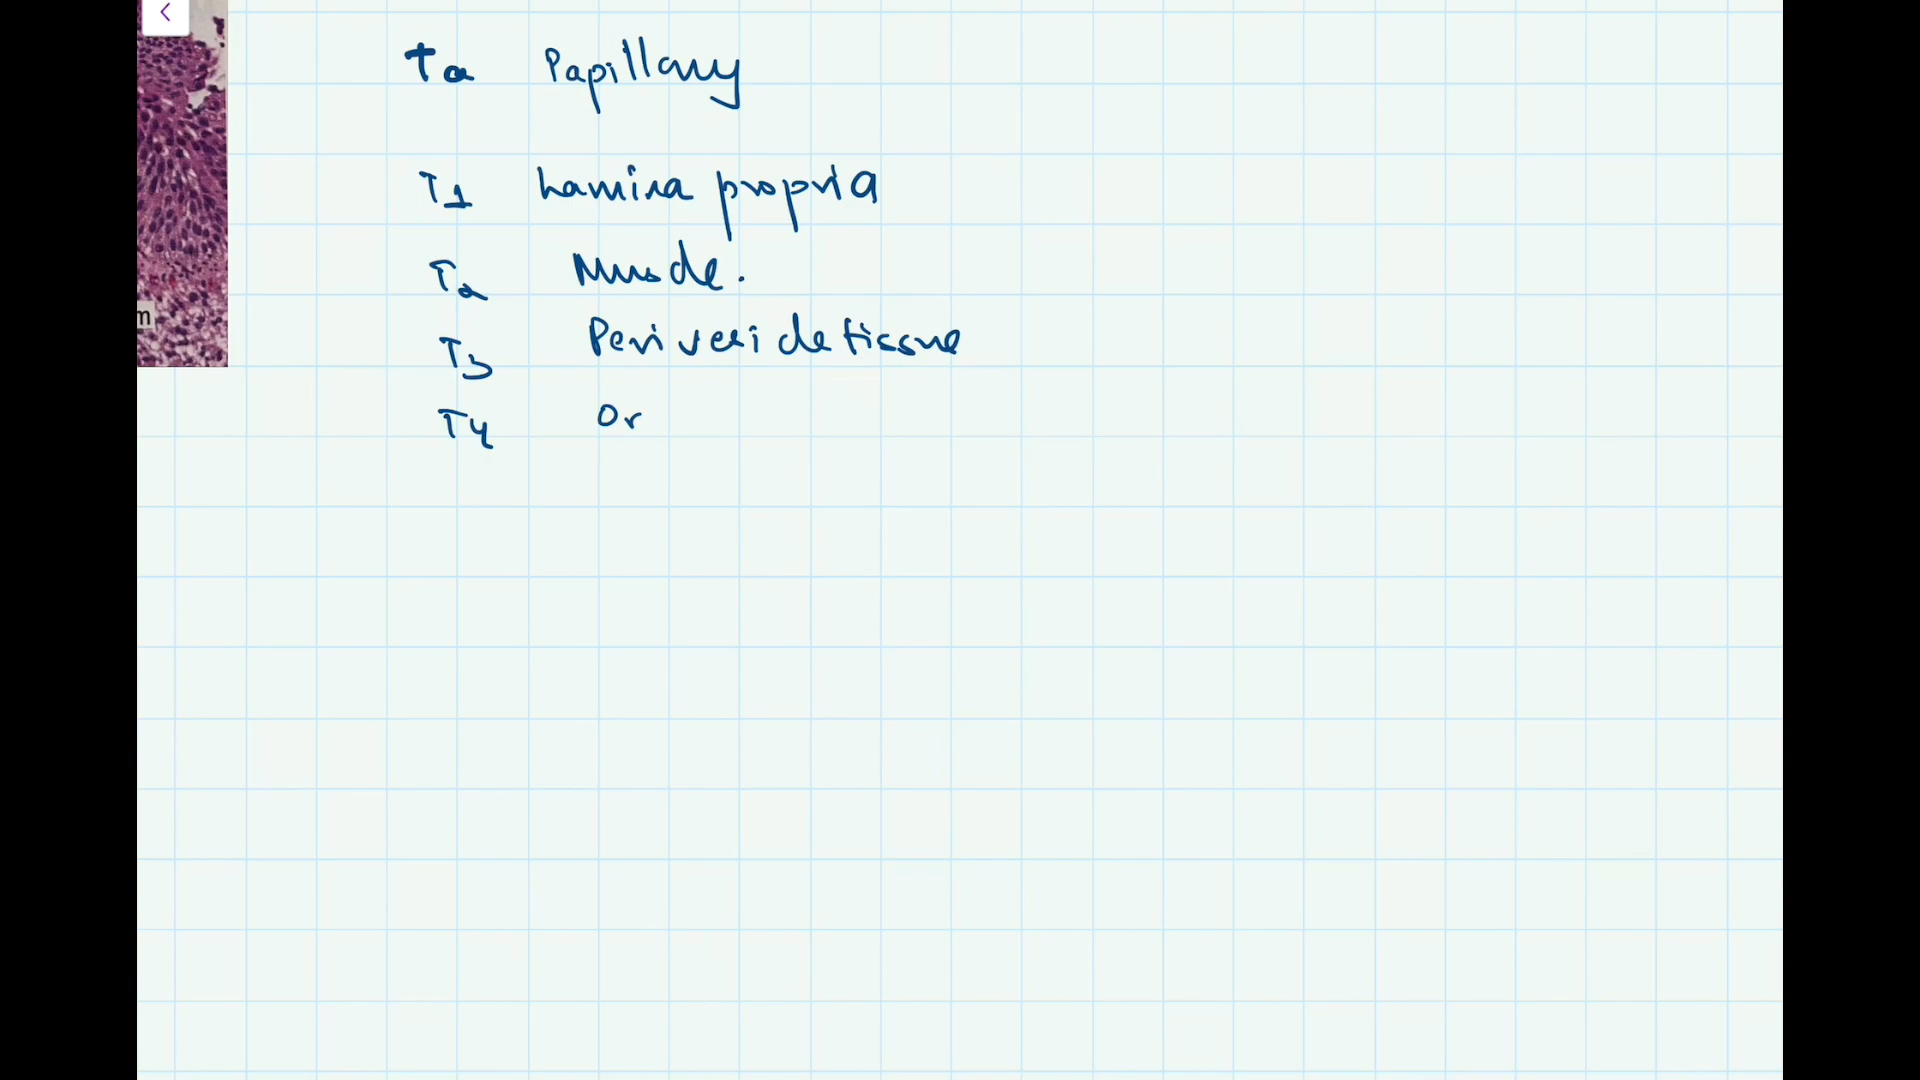 Ta Papillary
T1 Lamina propria
T2 Muscle.
m
T3 Perivesicle tissue
T4 Or